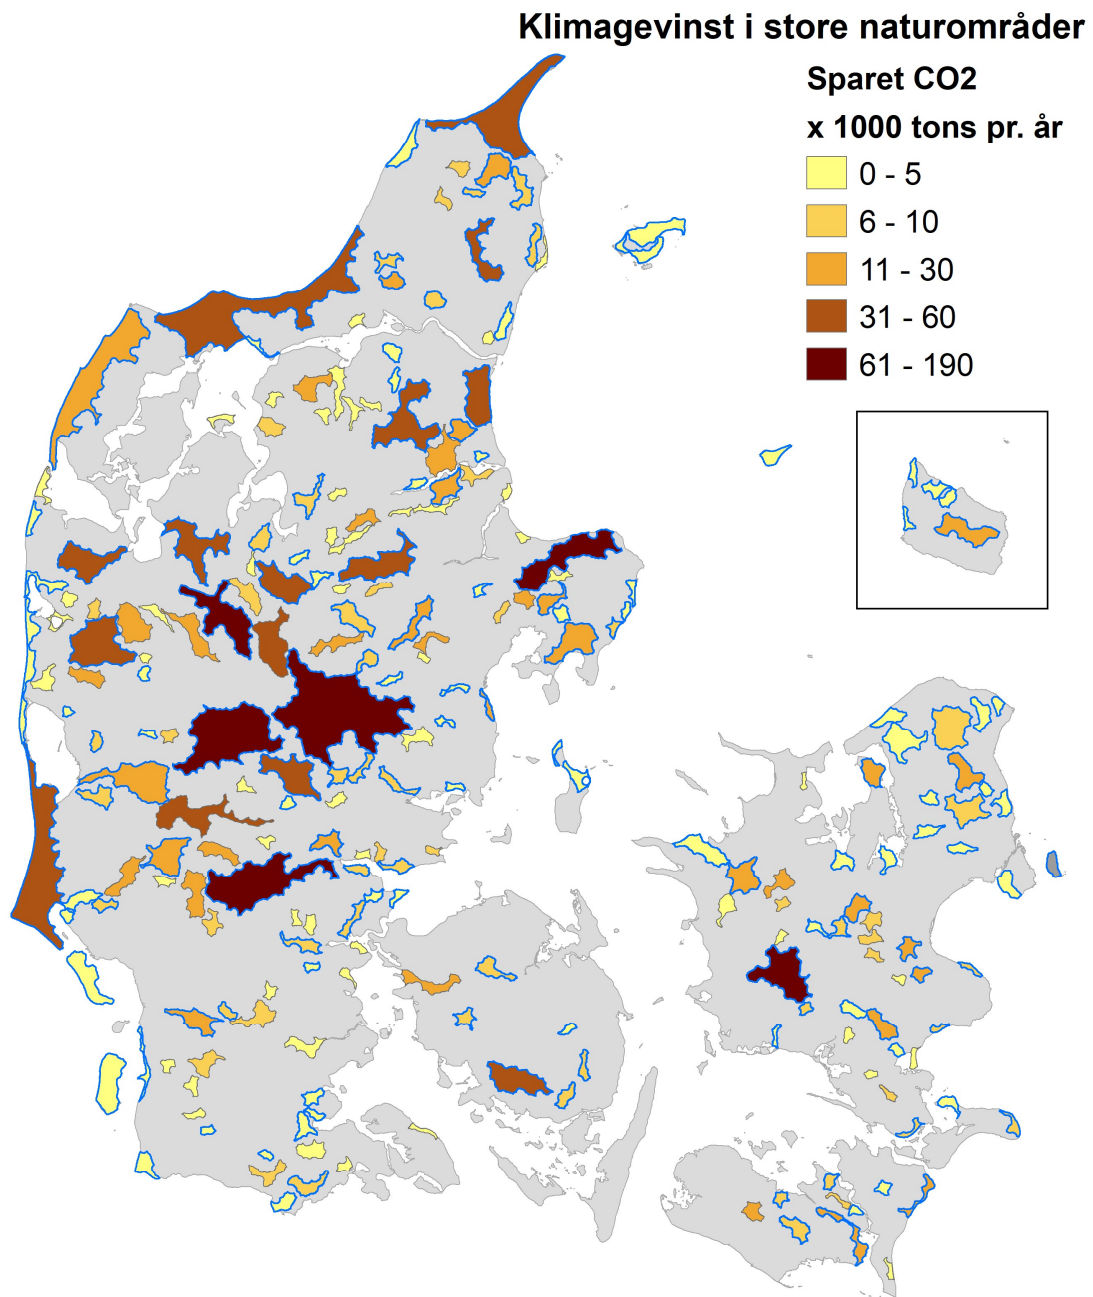 Klimagevinst i store naturområder
Sparet CO2
x 1000 tons pr. år
0 - 5
6 - 10
11 - 30
31 - 60
61 - 190